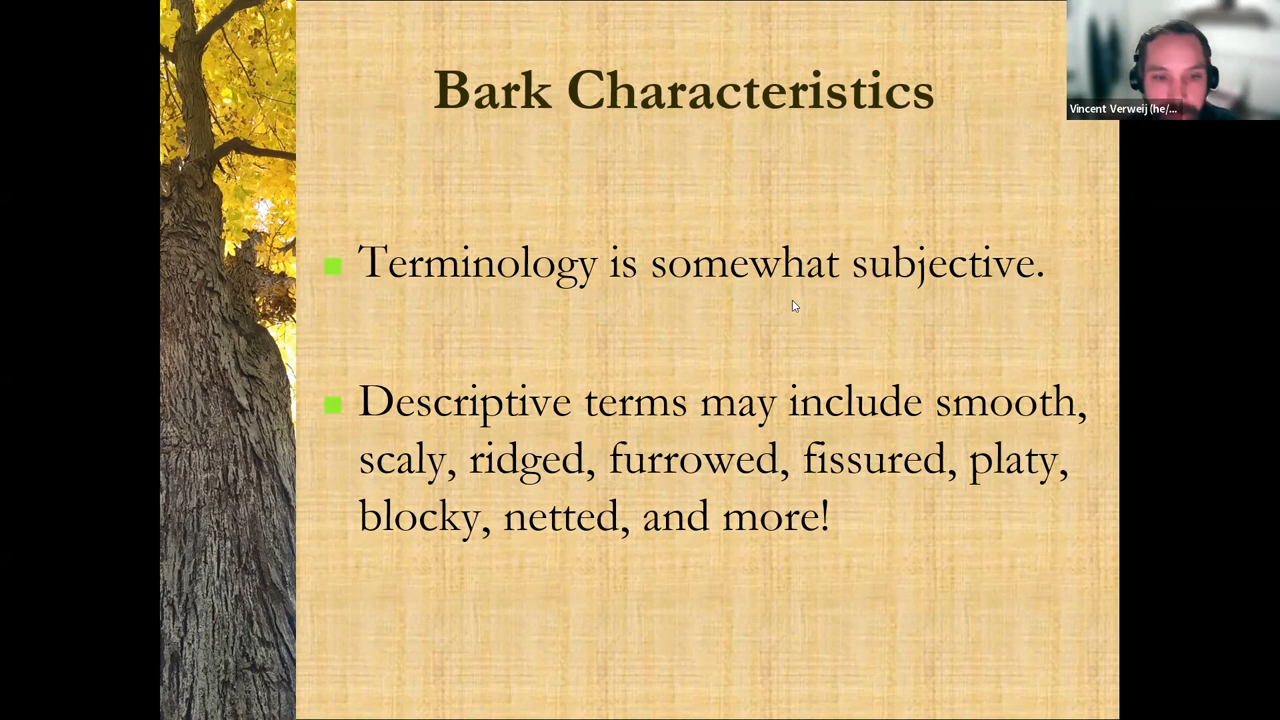 Bark Characteristics
Vincent Verweij (he/...
Terminology is somewhat subjective.
Descriptive terms may include smooth,
scaly, ridged, furrowed, fissured, platy,
blocky, netted, and more!